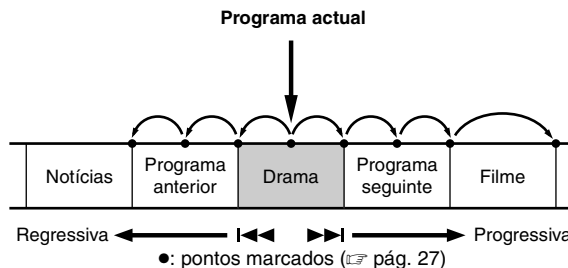 Programa actual
Notícias
Programa
anterior
Drama
Programa
seguinte
Filme
Regressiva
Progressiva
●: pontos marcados (☞ pág. 27)